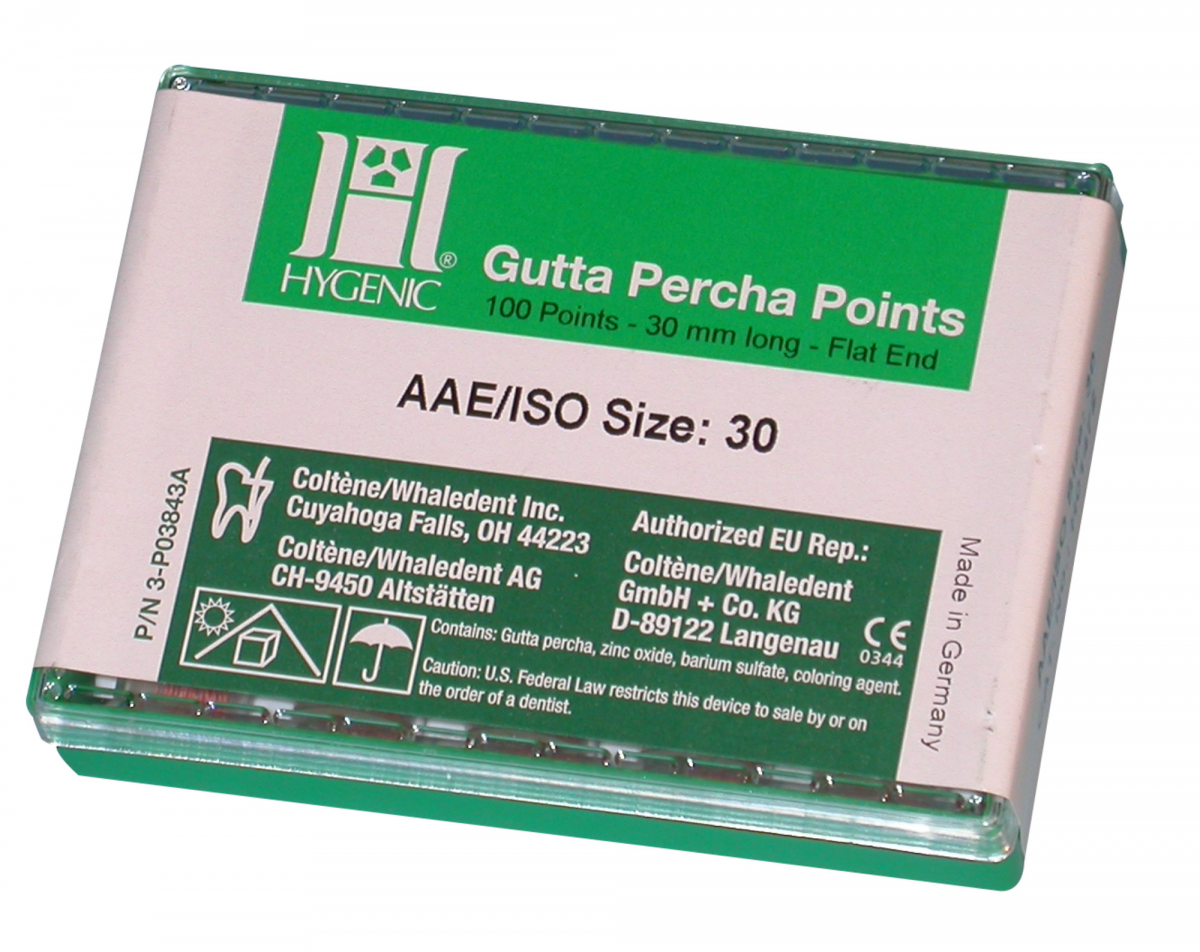 HYGENIC
®
Gutta Percha Points
100 Points - 30 mm long - Flat End
AAE/ISO Size: 30
P/N 3-P03843A
Coltène/Whaledent Inc.
Cuyahoga Falls, OH 44223
Coltène/Whaledent AG
CH-9450 Altstätten
Authorized EU Rep.:
Coltène/Whaledent
GmbH + Co. KG
D-89122 Langenau
CE
0344
Contains: Gutta percha, zinc oxide, barium sulfate, coloring agent.
Caution: U.S. Federal Law restricts this device to sale by or on
the order of a dentist.
Made in Germany